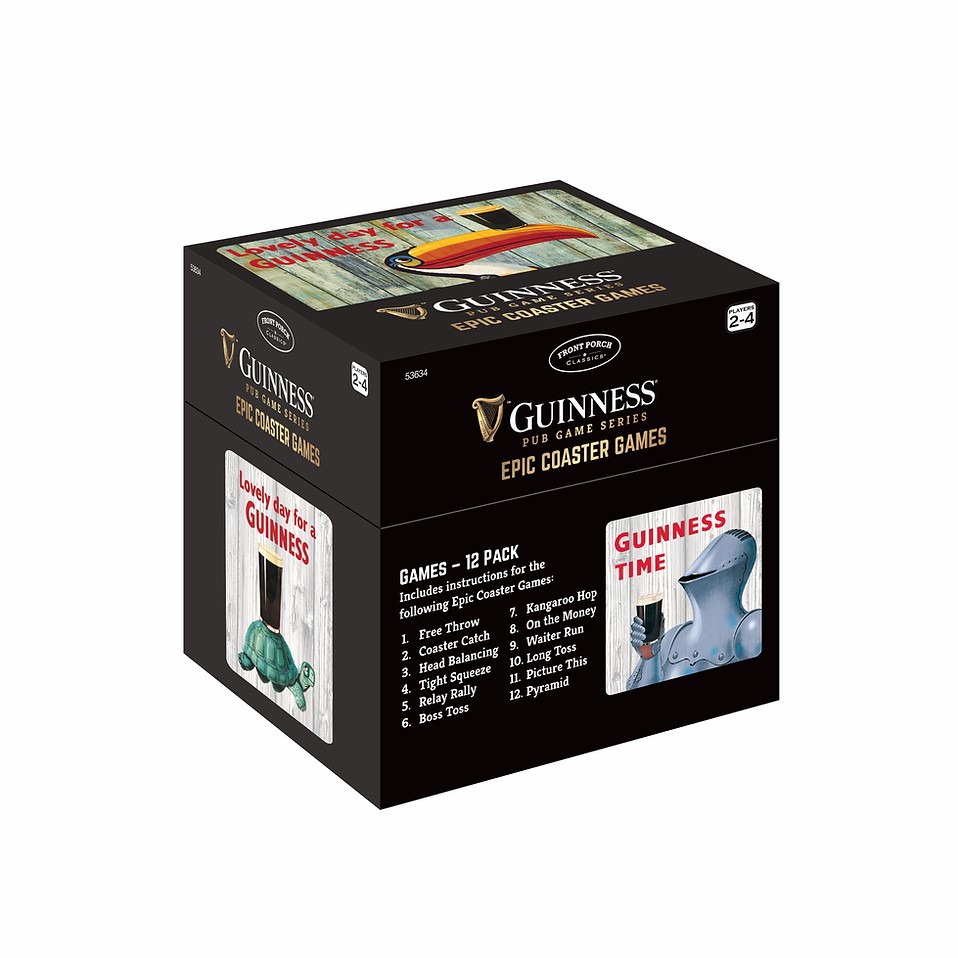 Lovely day for a
GUINNESS
GUINNESS
PUB GAME SERIES
EPIC COASTER GAMES
53634
FRONT PORCH
CLASSICS
PLAYERS
2-4
GUINNESS
PUB GAME SERIES
EPIC COASTER GAMES
Lovely day for a
GUINNESS
53634
FRONT PORCH
CLASSICS
PLAYERS
2-4
GUINNESS
PUB GAME SERIES
EPIC COASTER GAMES
GAMES – 12 PACK
Includes instructions for the
following Epic Coaster Games:
1. Free Throw
2. Coaster Catch
3. Head Balancing
4. Tight Squeeze
5. Relay Rally
6. Boss Toss
7. Kangaroo Hop
8. On the Money
9. Waiter Run
10. Long Toss
11. Picture This
12. Pyramid
GUINNESS
TIME